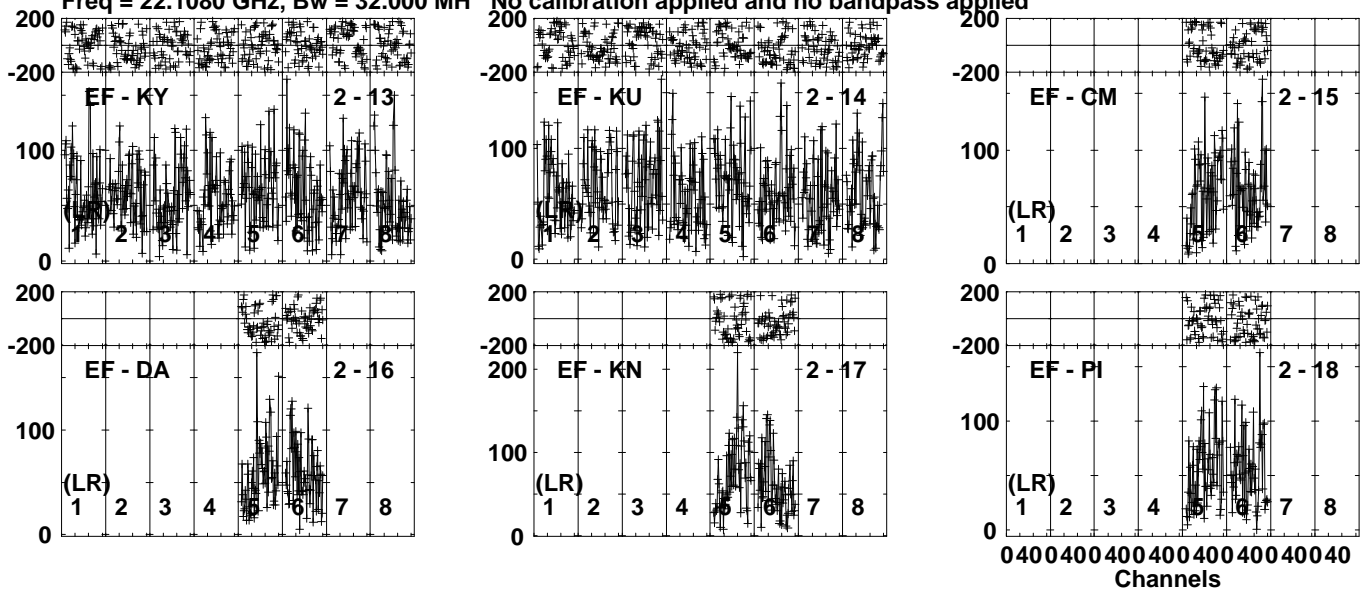 Freq = 22.1080 GHz, Bw = 32.000 MH No calibration applied and no bandpass applied
200
-200
EF - KY 2 - 13
100
(LR)
1 2 3 4 5 6 7 8
0
EF - KU 2 - 14
100
(LR)
1 2 3 4 5 6 7 8
0
200
-200
EF - CM 2 - 15
100
(LR)
1 2 3 4 5 6 7 8
0
200
-200
EF - DA 2 - 16
100
(LR)
1 2 3 4 5 6 7 8
0
200
EF - KN 2 - 17
100
(LR)
1 2 3 4 5 6 7 8
0
200
-200
EF - PI 2 - 18
100
(LR)
1 2 3 4 5 6 7 8
0
0 40 0 40 0 40 0 40 0 40 0 40 0 40 0 40
Channels